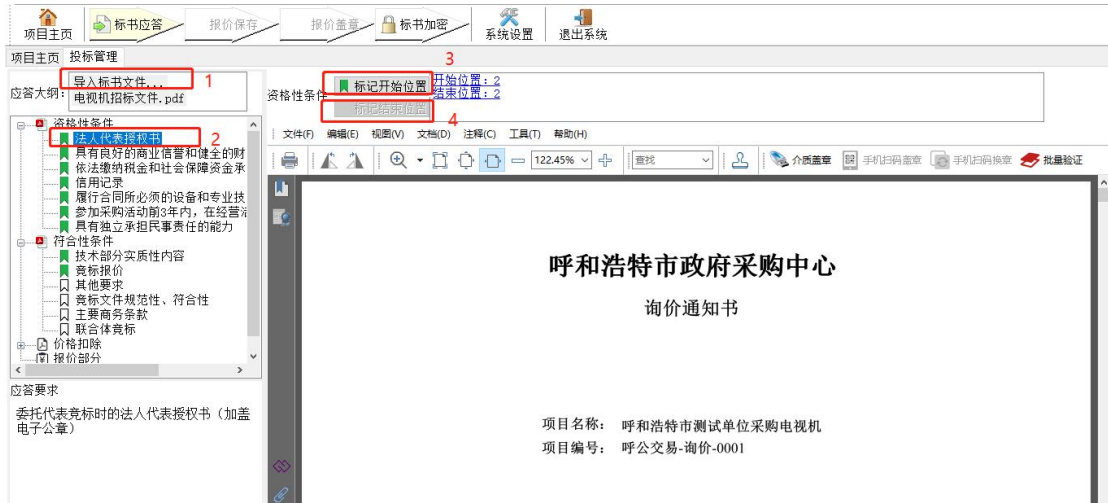 项目主页 标书应答 报价保存 报价盖章 标书加密 系统设置 退出系统
项目主页 投标管理
3
导入标书文件... 1
应答大纲: 电视机招标文件.pdf
资格性条件 标记开始位置 开始位置: 2
标记结束位置 结束位置: 2
4
资格性条件
法人代表授权书 2
具有良好的商业信誉和健全的财
依法缴纳税金和社会保障资金承
信用记录
履行合同所必须的设备和专业技
参加采购活动前3年内, 在经营活
具有独立承担民事责任的能力
符合性条件
技术部分实质性内容
竞标报价
其他要求
竞标文件规范性、符合性
主要商务条款
联合体竞标
价格扣除
报价部分
应答要求
委托代表竞标时的法人代表授权书(加盖
电子公章)
文件(F) 编辑(E) 视图(V) 文档(D) 注释(C) 工具(T) 帮助(H)
122.45% 查找 介质盖章 手机扫码盖章 手机扫码换章 批量验证
呼和浩特市政府采购中心
询价通知书
项目名称: 呼和浩特市测试单位采购电视机
项目编号: 呼公交易-询价-0001